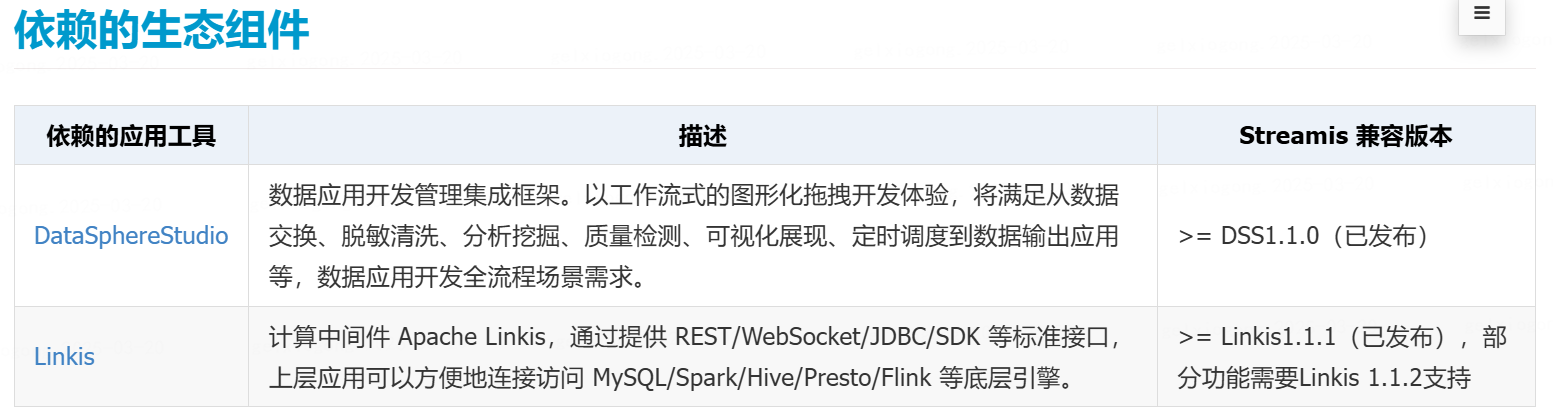 依赖的生态组件
依赖的应用工具
描述
Streamis 兼容版本
DataSphereStudio
数据应用开发管理集成框架。以工作流式的图形化拖拽开发体验，将满足从数据
交换、脱敏清洗、分析挖掘、质量检测、可视化展现、定时调度到数据输出应用
等，数据应用开发全流程场景需求。
>= DSS1.1.0（已发布）
Linkis
计算中间件 Apache Linkis，通过提供 REST/WebSocket/JDBC/SDK 等标准接口，
上层应用可以方便地连接访问 MySQL/Spark/Hive/Presto/Flink 等底层引擎。
>= Linkis1.1.1（已发布），部
分功能需要Linkis 1.1.2支持